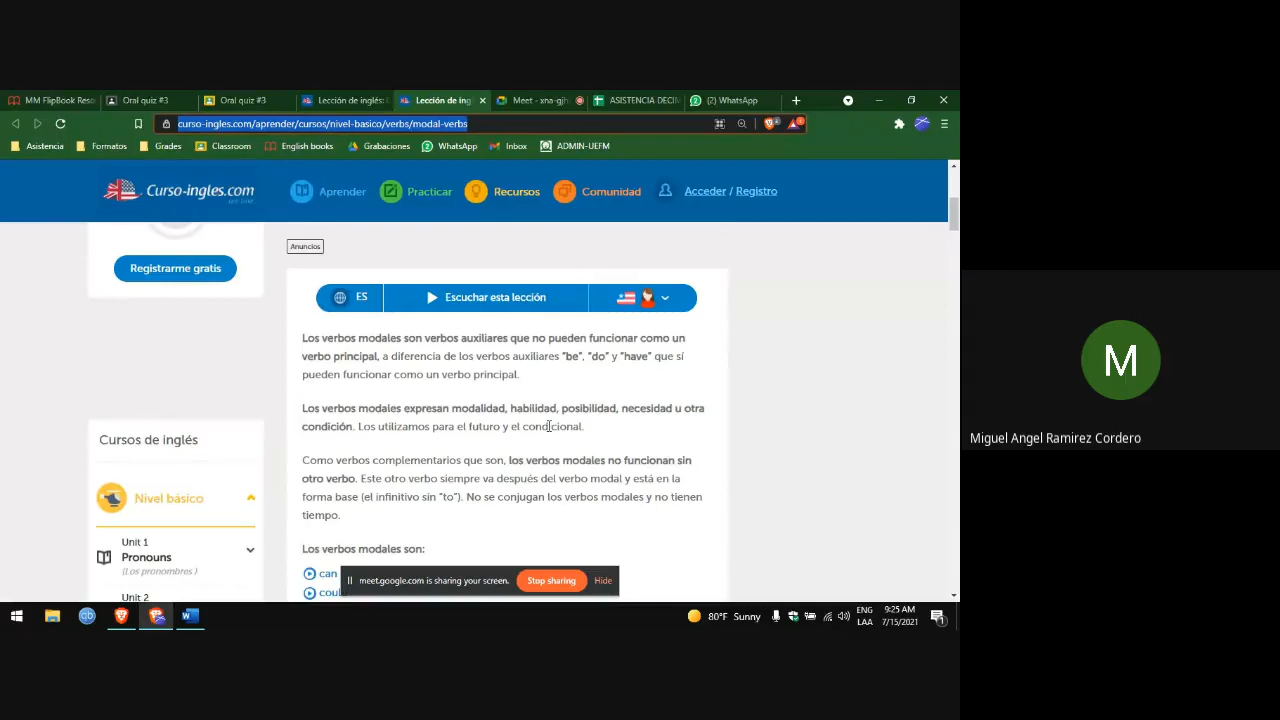 MM FlipBook Reso
Oral quiz #3
Oral quiz #3
Lección de inglés: 
Lección de ing
Meet - xna-gjh
ASISTENCIA DECIM
(2) WhatsApp
curso-ingles.com/aprender/cursos/nivel-basico/verbs/modal-verbs
Asistencia
Formatos
Grades
Classroom
English books
Grabaciones
WhatsApp
Inbox
ADMIN-UEFM
Curso-ingles.com
on line
Aprender
Practicar
Recursos
Comunidad
Acceder / Registro
Registrarme gratis
Anuncios
ES
Escuchar esta lección
Los verbos modales son verbos auxiliares que no pueden funcionar como un
verbo principal, a diferencia de los verbos auxiliares "be", "do" y "have" que sí
pueden funcionar como un verbo principal.
Los verbos modales expresan modalidad, habilidad, posibilidad, necesidad u otra
condición. Los utilizamos para el futuro y el condicional.
Como verbos complementarios que son, los verbos modales no funcionan sin
otro verbo. Este otro verbo siempre va después del verbo modal y está en la
forma base (el infinitivo sin "to"). No se conjugan los verbos modales y no tienen
tiempo.
Los verbos modales son:
can
coul
Cursos de inglés
Nivel básico
Unit 1
Pronouns
(Los pronombres )
Unit 2
meet.google.com is sharing your screen.
Stop sharing
Hide
80°F Sunny
ENG
LAA
9:25 AM
7/15/2021
1
M
Miguel Angel Ramirez Cordero